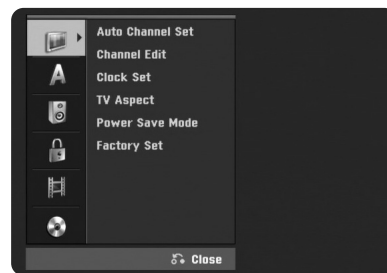 Auto Channel Set
Channel Edit
Clock Set
A
TV Aspect
Power Save Mode
Factory Set
Close